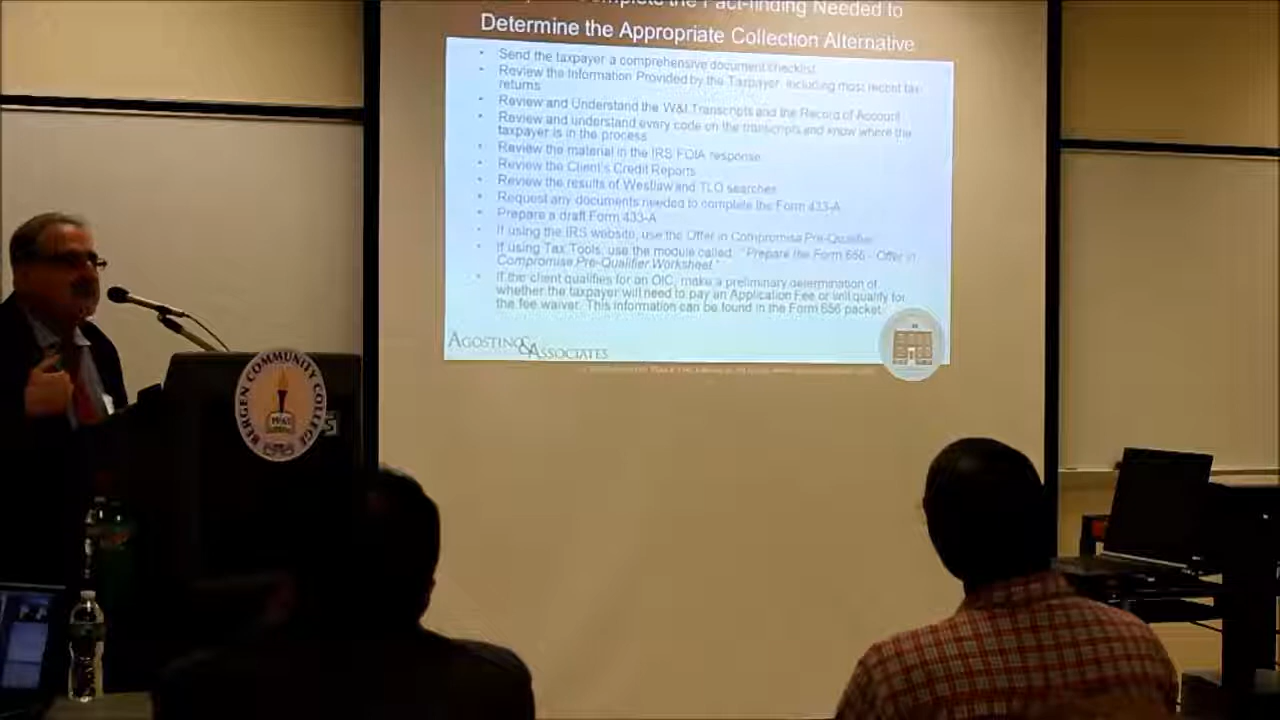 Complete the Fact-finding Needed to
Determine the Appropriate Collection Alternative
• Send the taxpayer a comprehensive document checklist
• Review the Information Provided by the Taxpayer, including most recent tax
returns
• Review and Understand the W&I Transcripts and the Record of Account
• Review and understand every code on the transcripts and know where the
taxpayer is in the process
• Review the material in the IRS FOIA response
• Review the Client's Credit Reports
• Review the results of Westlaw and TLO searches
• Request any documents needed to complete the Form 433-A
• Prepare a draft Form 433-A
• If using the IRS website, use the Offer in Compromise Pre-Qualifier
• If using Tax Tools, use the module called: "Prepare the Form 656 - Offer in
Compromise Pre-Qualifier Worksheet."
• If the client qualifies for an OIC, make a preliminary determination of
whether the taxpayer will need to pay an Application Fee or will qualify for
the fee waiver. This information can be found in the Form 656 packet.
AGOSTINO & ASSOCIATES
BERGEN COMMUNITY COLLEGE
1965